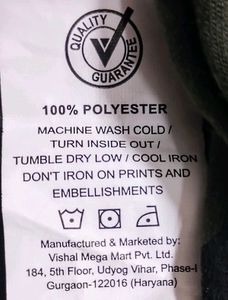 QUALITY
GUARANTEE
100% POLYESTER
MACHINE WASH COLD /
TURN INSIDE OUT /
TUMBLE DRY LOW / COOL IRON
DON'T IRON ON PRINTS AND
EMBELLISHMENTS
Manufactured & Marketed by:
Vishal Mega Mart Pvt. Ltd.
184, 5th Floor, Udyog Vihar, Phase-I
Gurgaon-122016 (Haryana)